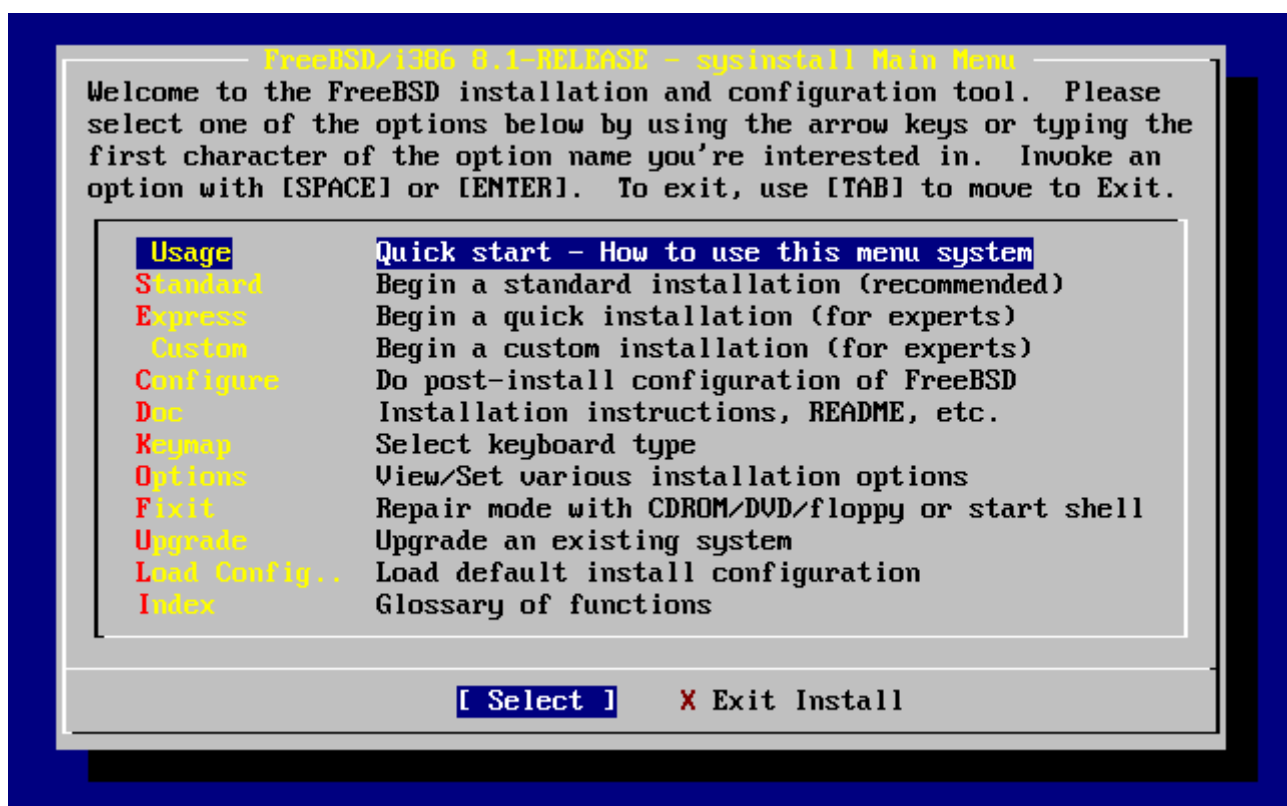 FreeBSD/i386 8.1-RELEASE - sysinstall Main Menu
Welcome to the FreeBSD installation and configuration tool.  Please
select one of the options below by using the arrow keys or typing the
first character of the option name you're interested in.  Invoke an
option with [SPACE] or [ENTER].  To exit, use [TAB] to move to Exit.
Usage Quick start - How to use this menu system
Standard Begin a standard installation (recommended)
Express Begin a quick installation (for experts)
Custom Begin a custom installation (for experts)
Configure Do post-install configuration of FreeBSD
Doc Installation instructions, README, etc.
Keymap Select keyboard type
Options View/Set various installation options
Fixit Repair mode with CDROM/DVD/floppy or start shell
Upgrade Upgrade an existing system
Load Config.. Load default install configuration
Index Glossary of functions
[ Select ] X Exit Install